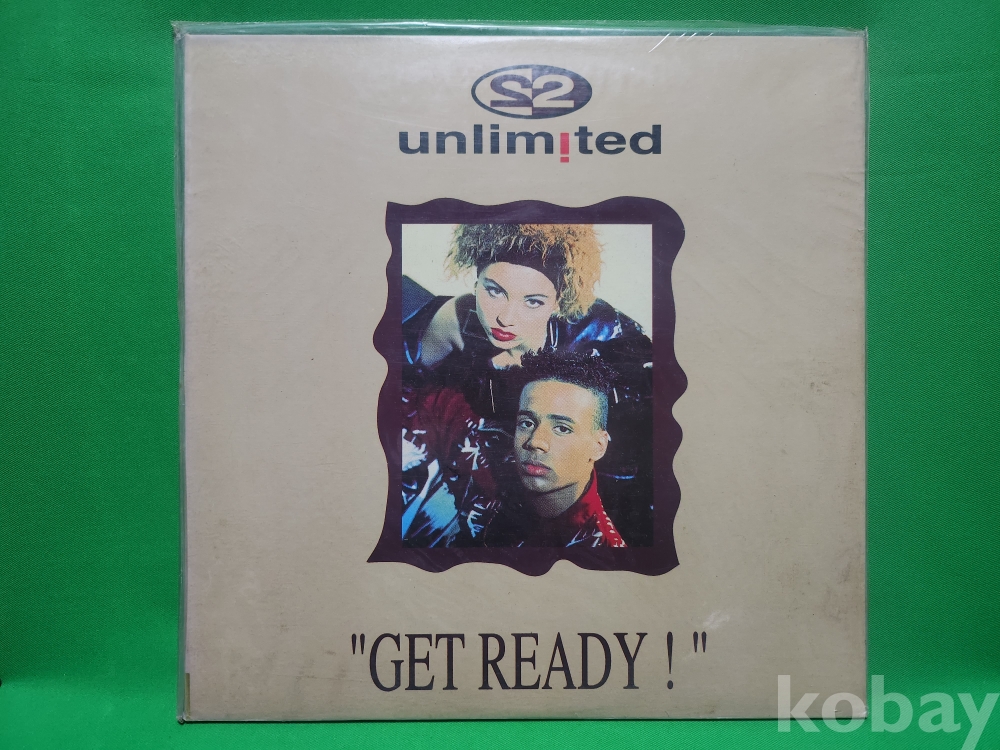 2
unlimited
"GET READY ! "
kobay